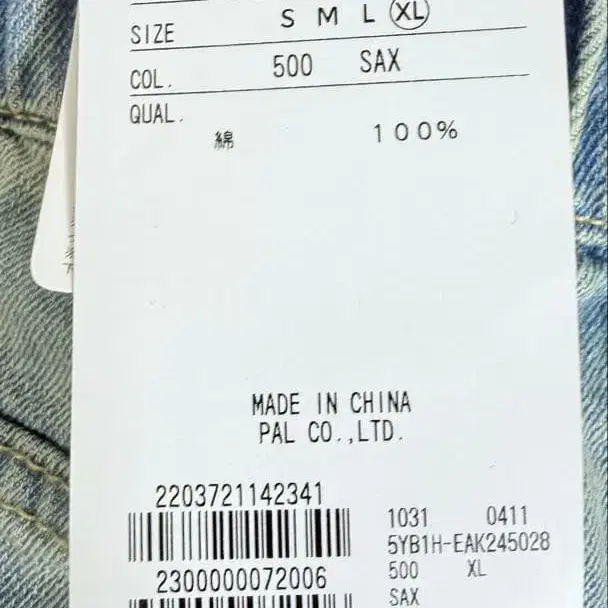 SIZE S M L XL
COL. 500 SAX
QUAL.
綿 100%
MADE IN CHINA
PAL CO.,LTD.
2203721142341
1031 0411
5YB1H-EAK245028
2300000072006
500 XL
SAX